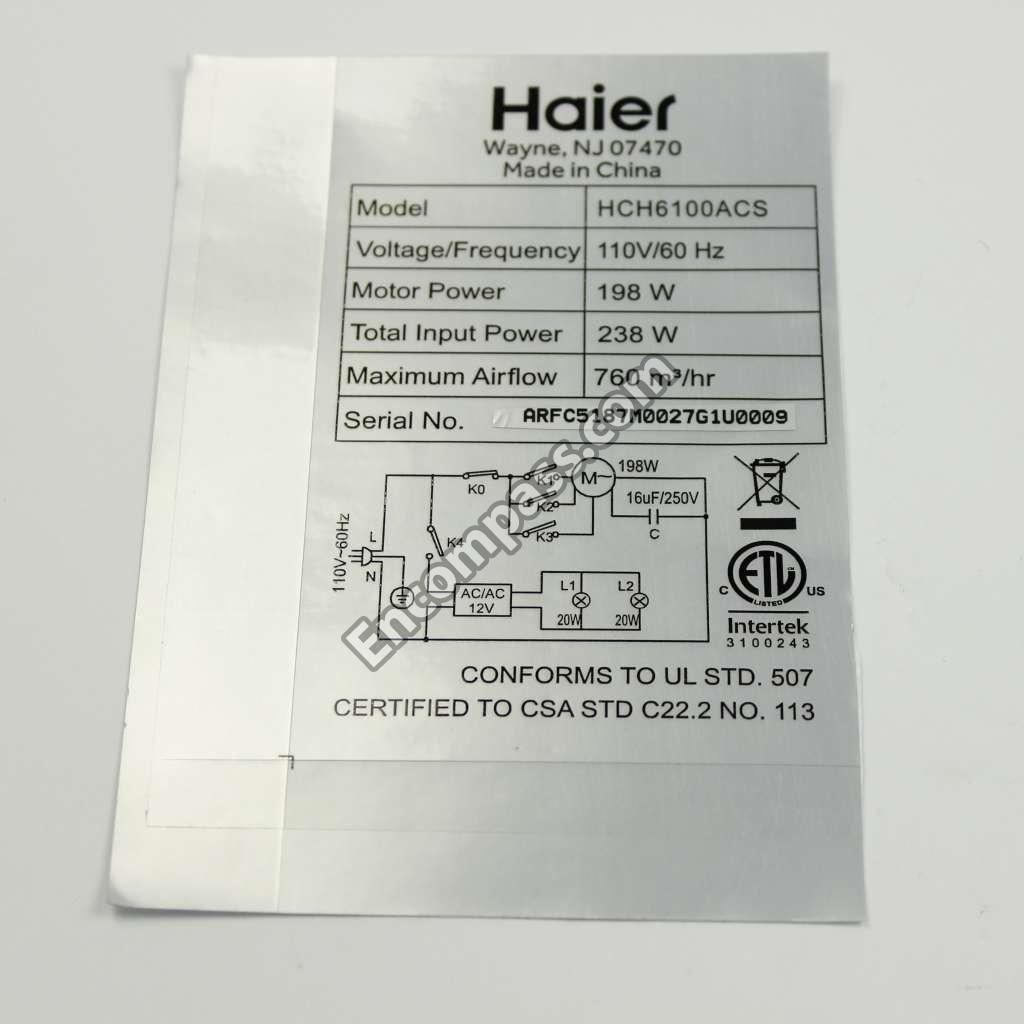 Haier
Wayne, NJ 07470
Made in China
Model HCH6100ACS
Voltage/Frequency 110V/60 Hz
Motor Power 198 W
Total Input Power 238 W
Maximum Airflow 760 m³/hr
Serial No. ARFC5187M0027G1U0009
K0
K1
M~
198W
K2
16uF/250V
K3
C
110V~60Hz
L
N
K4
AC/AC
12V
L1
L2
20W
20W
C
ETL
CM
LISTED
US
Intertek
3100243
CONFORMS TO UL STD. 507
CERTIFIED TO CSA STD C22.2 NO. 113
Encompass.com